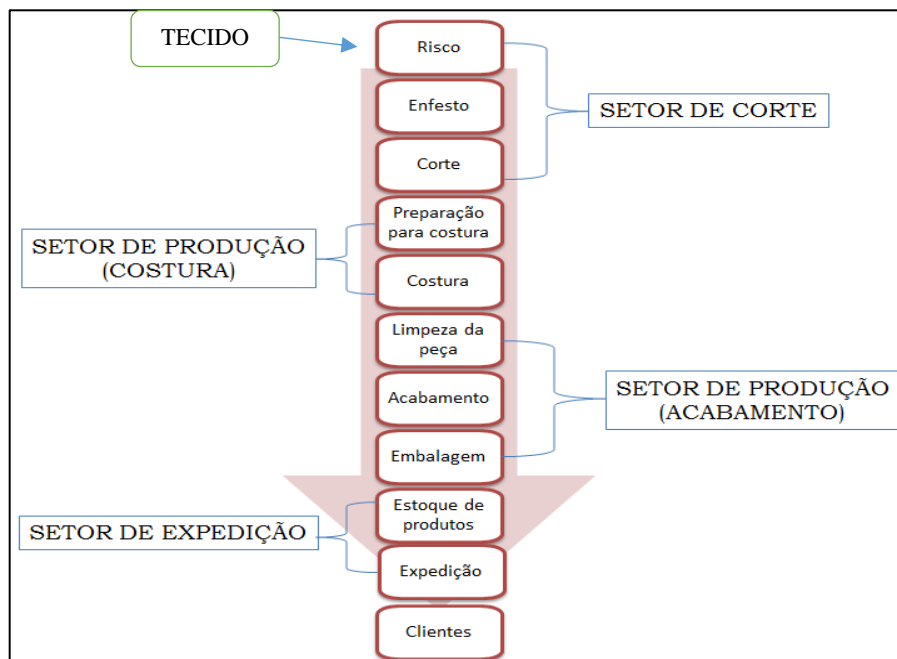 TECIDO
Risco
Enfesto
SETOR DE CORTE
Corte
Preparação
para costura
SETOR DE PRODUÇÃO
(COSTURA)
Costura
Limpeza da
peça
Acabamento
SETOR DE PRODUÇÃO
(ACABAMENTO)
Embalagem
Estoque de
produtos
SETOR DE EXPEDIÇÃO
Expedição
Clientes